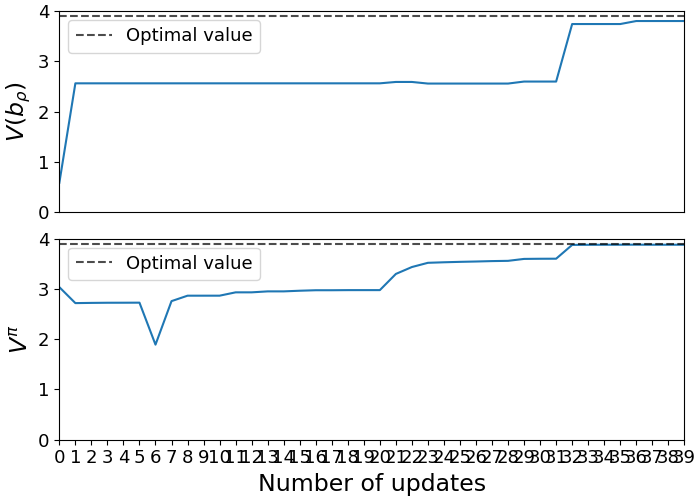 4
3
2
1
0
V(bρ)
Optimal value
4
3
2
1
0
Vπ
Optimal value
0 1 2 3 4 5 6 7 8 9 10 11 12 13 14 15 16 17 18 19 20 21 22 23 24 25 26 27 28 29 30 31 32 33 34 35 36 37 38 39
Number of updates